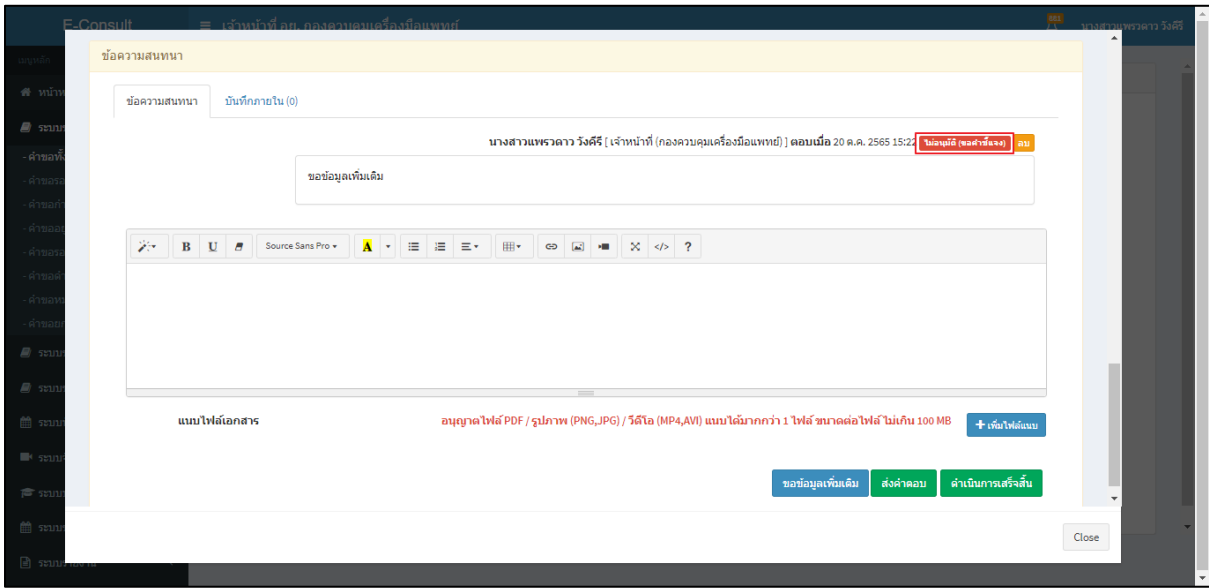 E-Consult
เจ้าหน้าที่ อย. กองควบคุมเครื่องมือแพทย์
นางสาวแพรวดาว วังคีรี
เมนูหลัก
ข้อความสนทนา
ข้อความสนทนา
บันทึกภายใน (0)
นางสาวแพรวดาว วังคีรี [ เจ้าหน้าที่ (กองควบคุมเครื่องมือแพทย์) ] ตอบเมื่อ 20 ต.ค. 2565 15:22 ไม่อนุมัติ (ขอคำชี้แจง) ลบ
ขอข้อมูลเพิ่มเติม
B U Source Sans Pro A </> ?
แนบไฟล์เอกสาร
อนุญาตไฟล์ PDF / รูปภาพ (PNG,JPG) / วีดีโอ (MP4,AVI) แนบได้มากกว่า 1 ไฟล์ ขนาดต่อไฟล์ ไม่เกิน 100 MB
+ เพิ่มไฟล์แนบ
ขอข้อมูลเพิ่มเติม
ส่งคำตอบ
ดำเนินการเสร็จสิ้น
Close